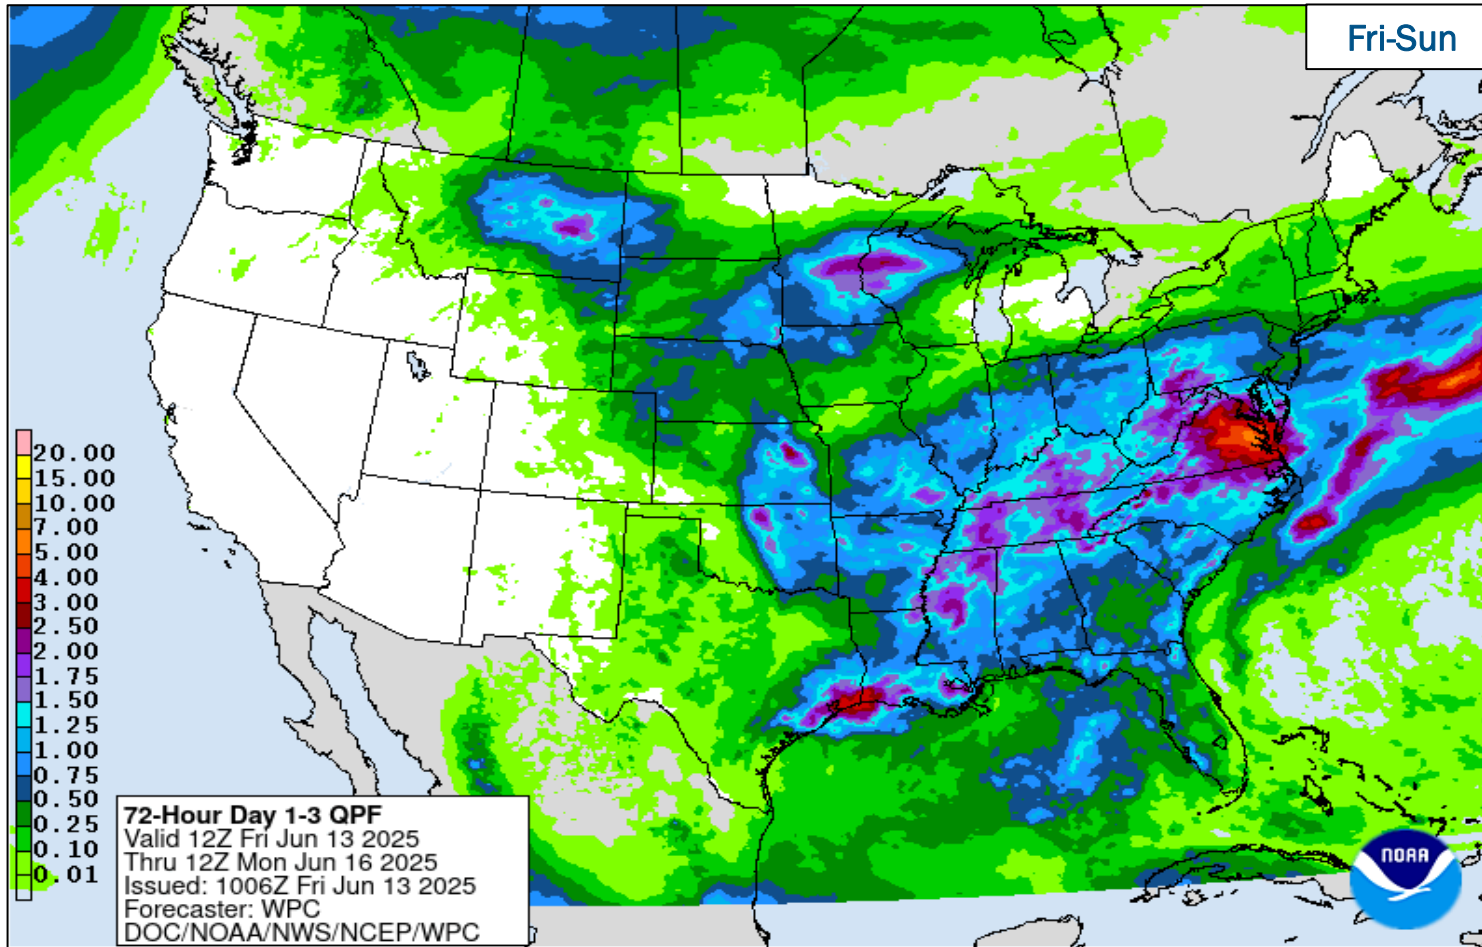 Fri-Sun
20.00
15.00
10.00
7.00
5.00
4.00
3.00
2.50
2.00
1.75
1.50
1.25
1.00
0.75
0.50
0.25
0.10
0.01
72-Hour Day 1-3 QPF
Valid 12Z Fri Jun 13 2025
Thru 12Z Mon Jun 16 2025
Issued: 1006Z Fri Jun 13 2025
Forecaster: WPC
DOC/NOAA/NWS/NCEP/WPC
NOAA